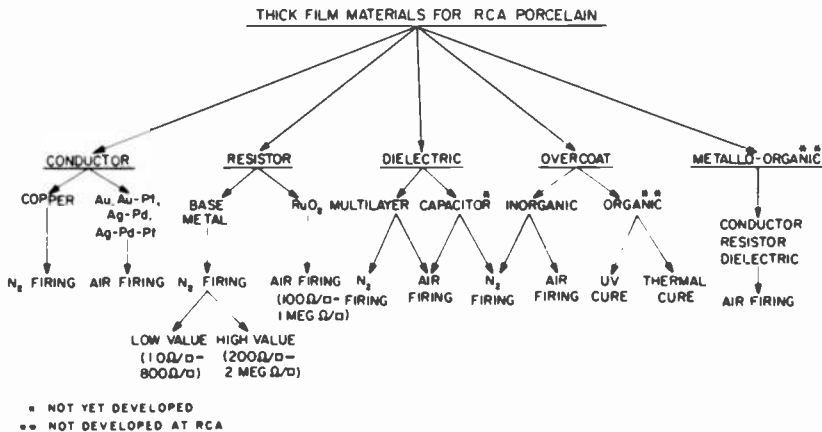 THICK FILM MATERIALS FOR RCA PORCELAIN
CONDUCTOR
RESISTOR
DIELECTRIC
OVERCOAT
METALLO-ORGANIC**
COPPER
Au, Au-Pt,
Ag-Pd,
Ag-Pd-Pt
BASE
METAL
RuO₂
MULTILAYER
CAPACITOR*
INORGANIC
ORGANIC**
CONDUCTOR
RESISTOR
DIELECTRIC
N₂ FIRING
AIR FIRING
N₂ FIRING
AIR FIRING
(100Ω/□-
1 MEG Ω/□)
N₂
FIRING
AIR
FIRING
N₂
FIRING
AIR
FIRING
UV
CURE
THERMAL
CURE
AIR FIRING
LOW VALUE
(10Ω/□-
800Ω/□)
HIGH VALUE
(200Ω/□-
2 MEG Ω/□)
* NOT YET DEVELOPED
** NOT DEVELOPED AT RCA